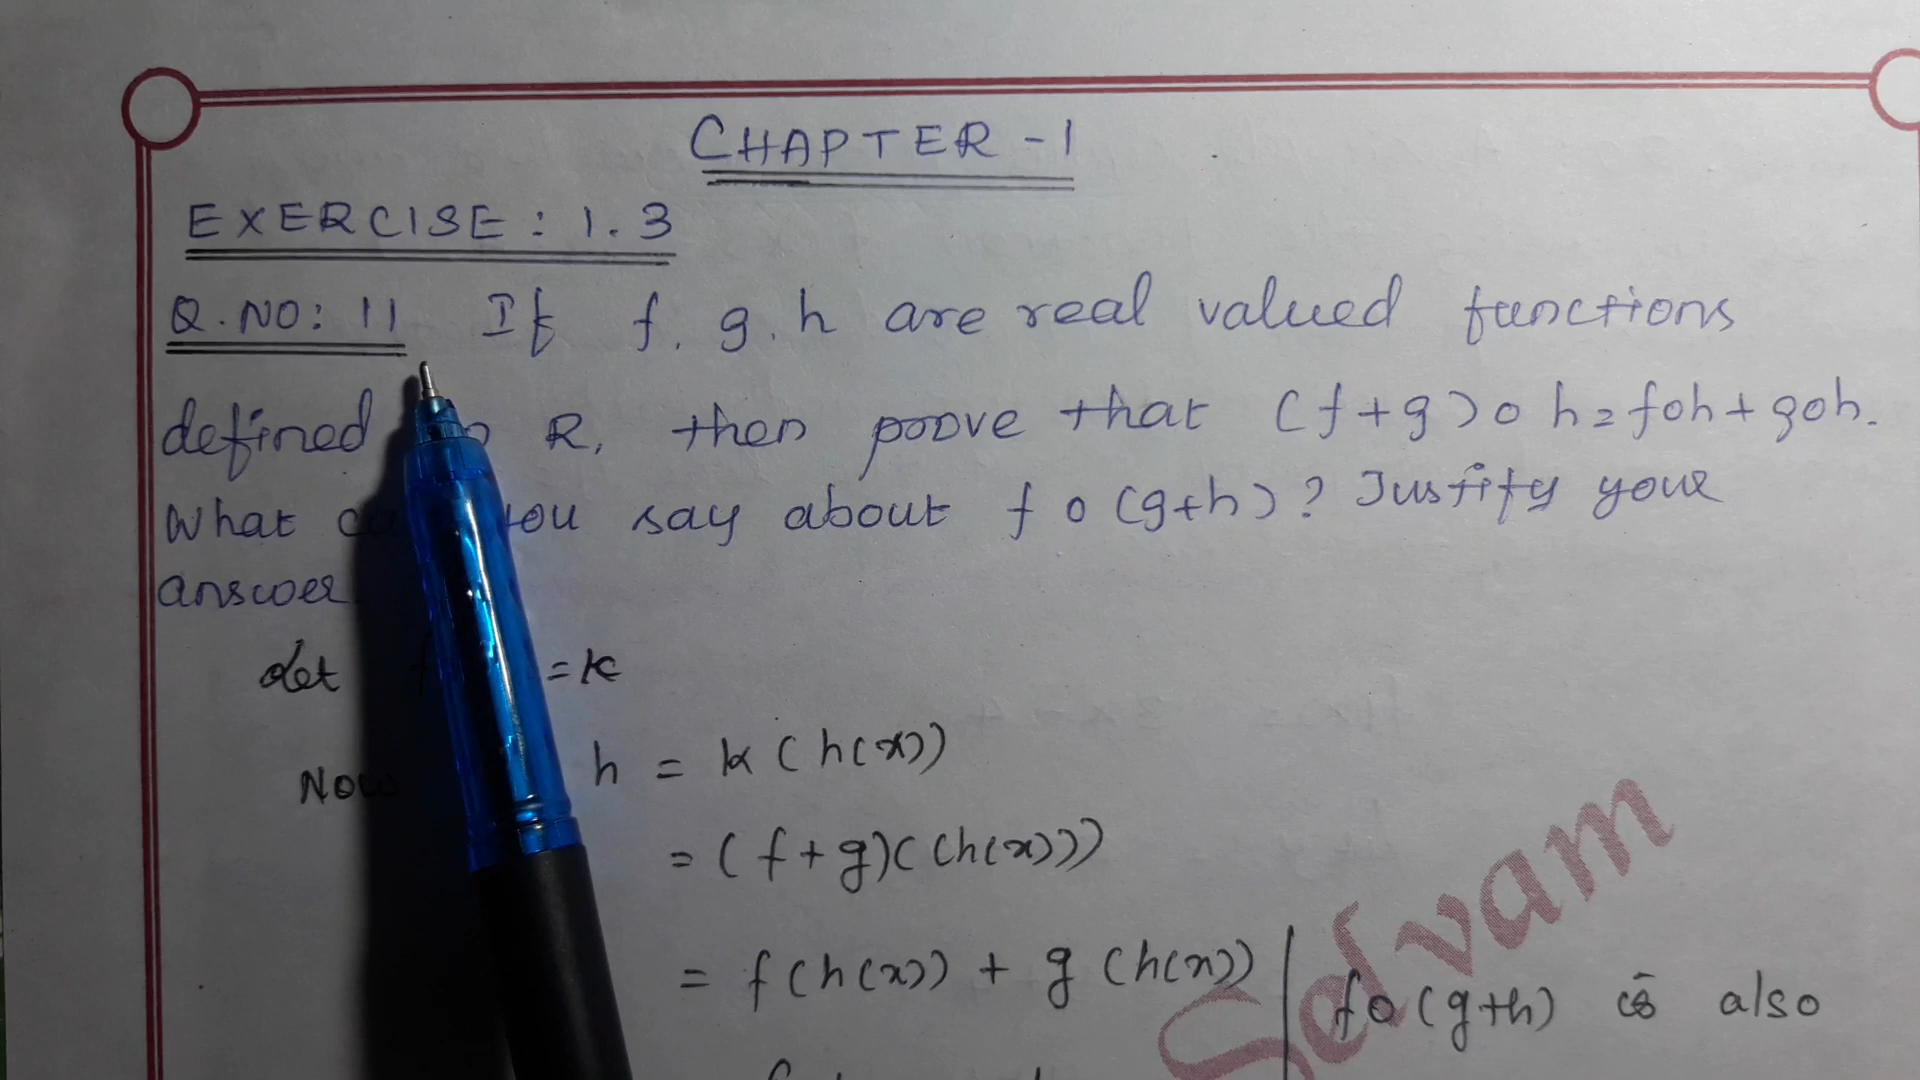 CHAPTER - 1
EXERCISE : 1.3
Q.NO: 11 If f, g, h are real valued functions
defined R, then prove that (f+g)o h = foh + goh.
What you say about f o (g+h)? Justify your
answer
Let = k
Now h = k (h(x))
= (f+g)((h(x)))
= f(h(x)) + g (h(x))
fo(g+h) is also
Selvam